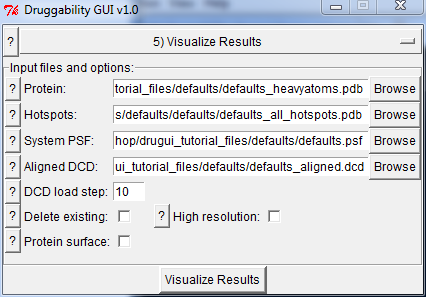 Druggability GUI v1.0
? 5) Visualize Results
Input files and options:
? Protein: torial_files/defaults/defaults_heavyatoms.pdb Browse
? Hotspots: s/defaults/defaults_all_hotspots.pdb Browse
? System PSF: hop/drugui_tutorial_files/defaults/defaults.psf Browse
? Aligned DCD: ui_tutorial_files/defaults/defaults_aligned.dcd Browse
? DCD load step: 10
? Delete existing: ? High resolution:
? Protein surface:
Visualize Results